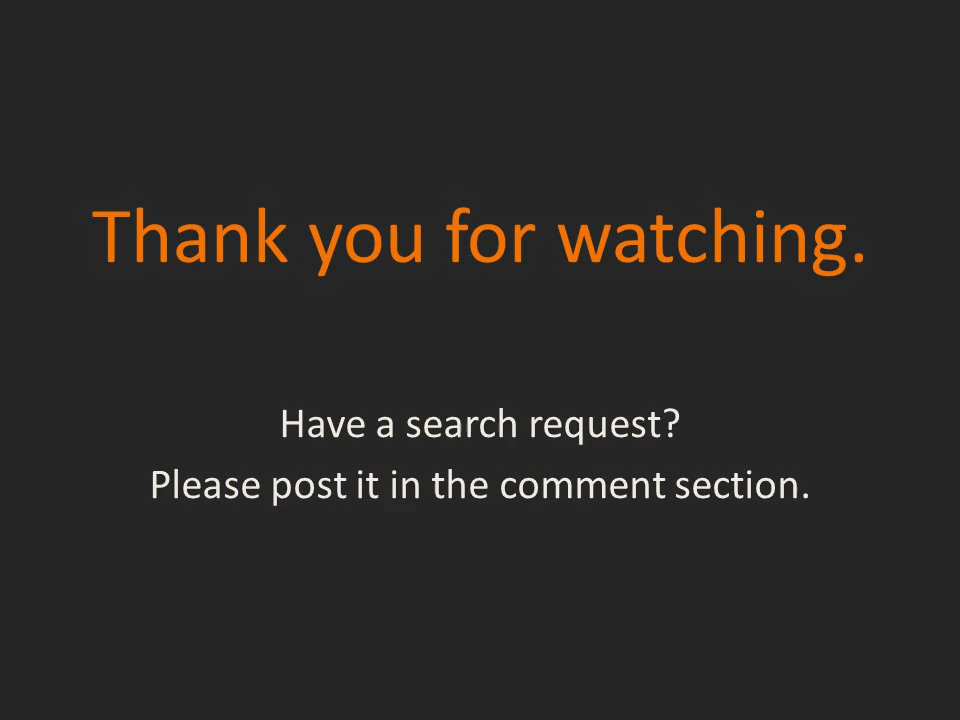 Thank you for watching.
Have a search request?
Please post it in the comment section.